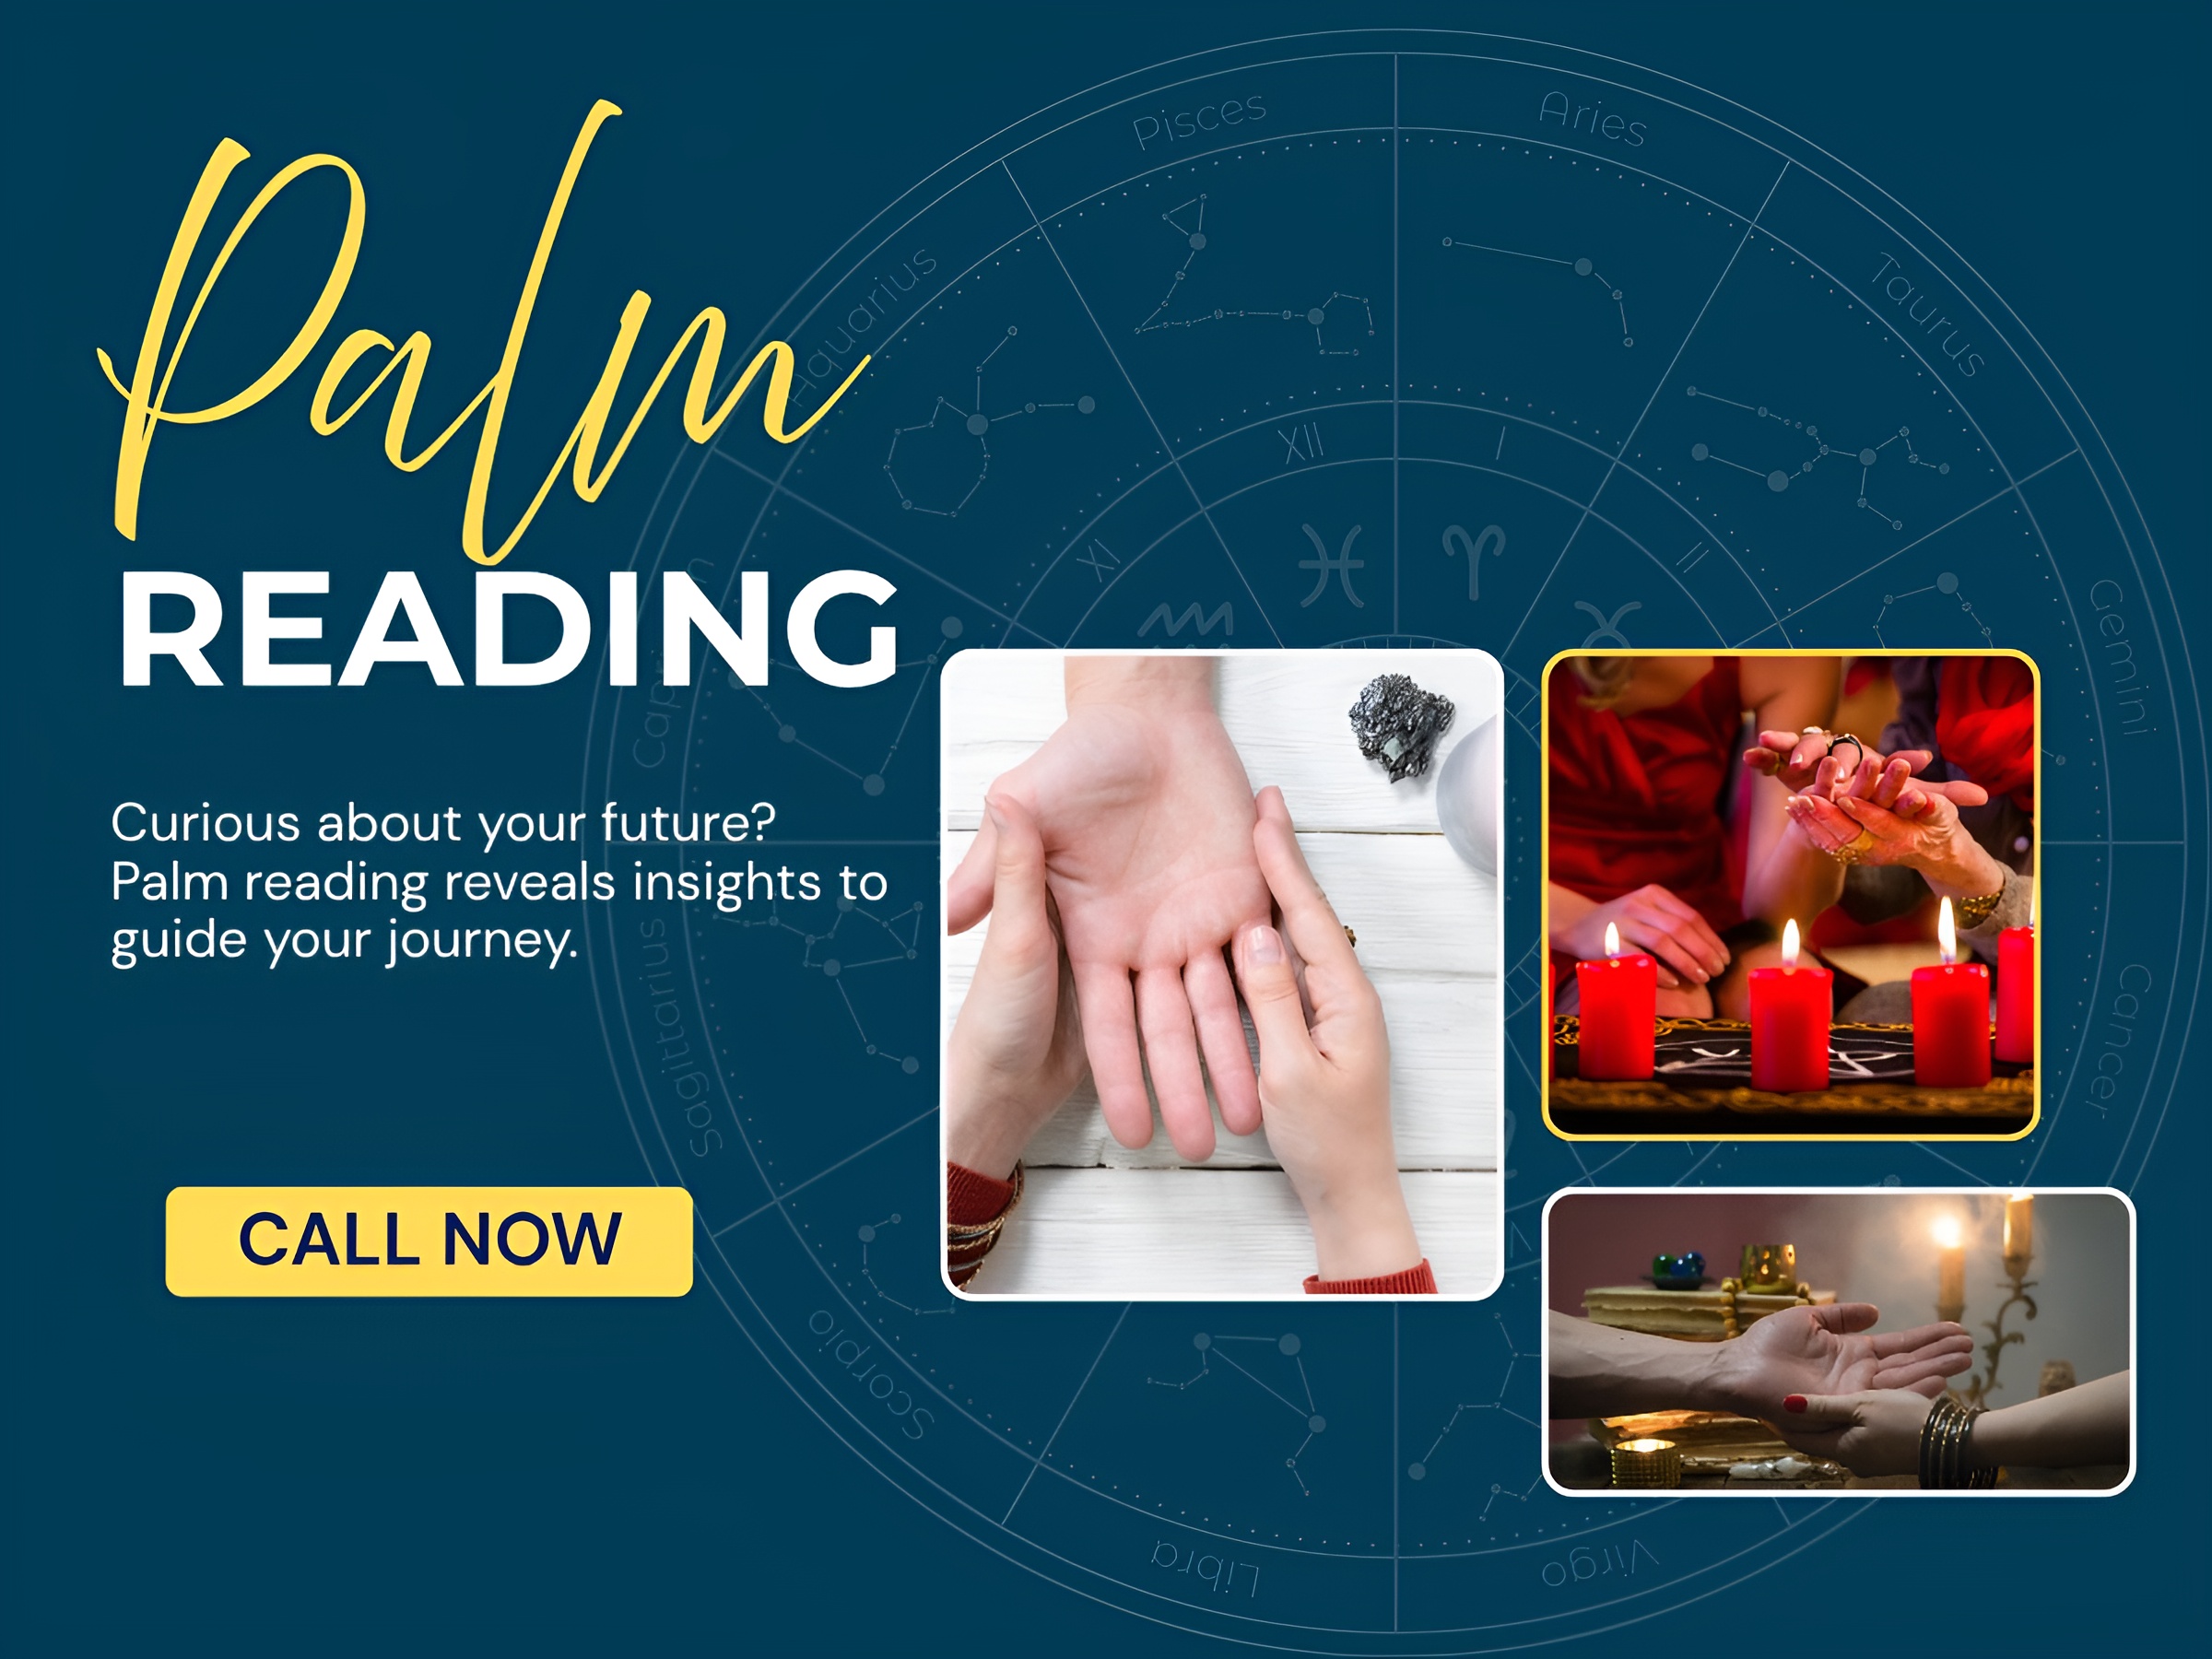 Palm
READING
Curious about your future?
Palm reading reveals insights to
guide your journey.
CALL NOW
Pisces
Aries
Taurus
Gemini
Cancer
Virgo
Libra
Scorpio
Sagittarius
Aquarius
XII
I
XI
II